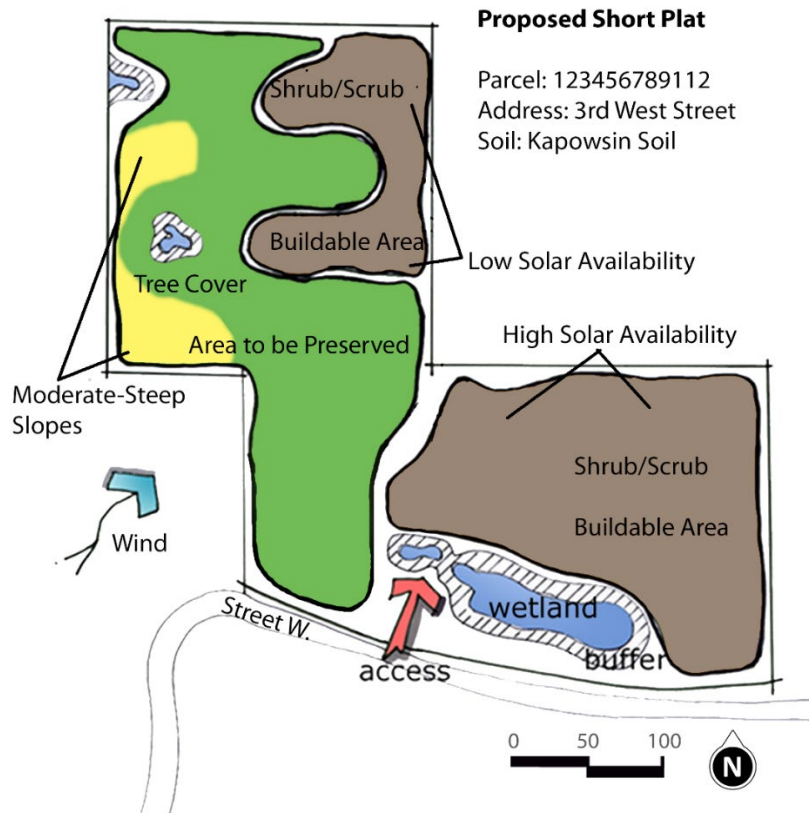 Proposed Short Plat
Parcel: 123456789112
Address: 3rd West Street
Soil: Kapowsin Soil
Shrub/Scrub
Buildable Area
Low Solar Availability
Tree Cover
Area to be Preserved
High Solar Availability
Moderate-Steep
Slopes
Shrub/Scrub
Buildable Area
Wind
wetland
Street W.
buffer
access
0 50 100
N